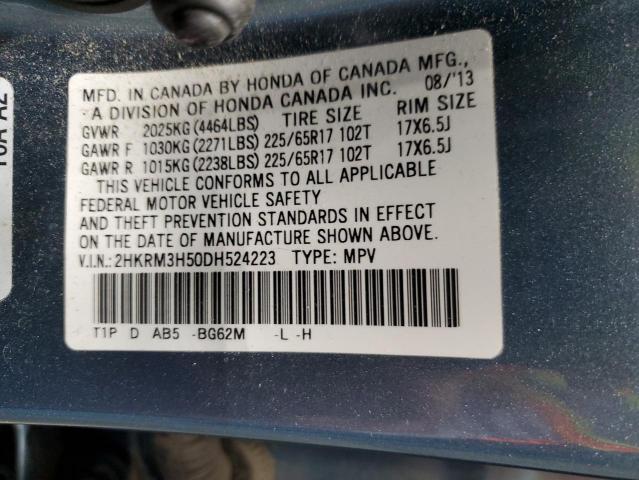 MFD. IN CANADA BY HONDA OF CANADA MFG.,
A DIVISION OF HONDA CANADA INC. 08/'13
GVWR 2025KG(4464LBS) TIRE SIZE RIM SIZE
GAWR F 1030KG(2271LBS) 225/65R17 102T 17X6.5J
GAWR R 1015KG(2238LBS) 225/65R17 102T 17X6.5J
THIS VEHICLE CONFORMS TO ALL APPLICABLE
FEDERAL MOTOR VEHICLE SAFETY
AND THEFT PREVENTION STANDARDS IN EFFECT
ON THE DATE OF MANUFACTURE SHOWN ABOVE.
V.I.N.: 2HKRM3H50DH524223 TYPE: MPV
T1P D AB5 -BG62M -L -H